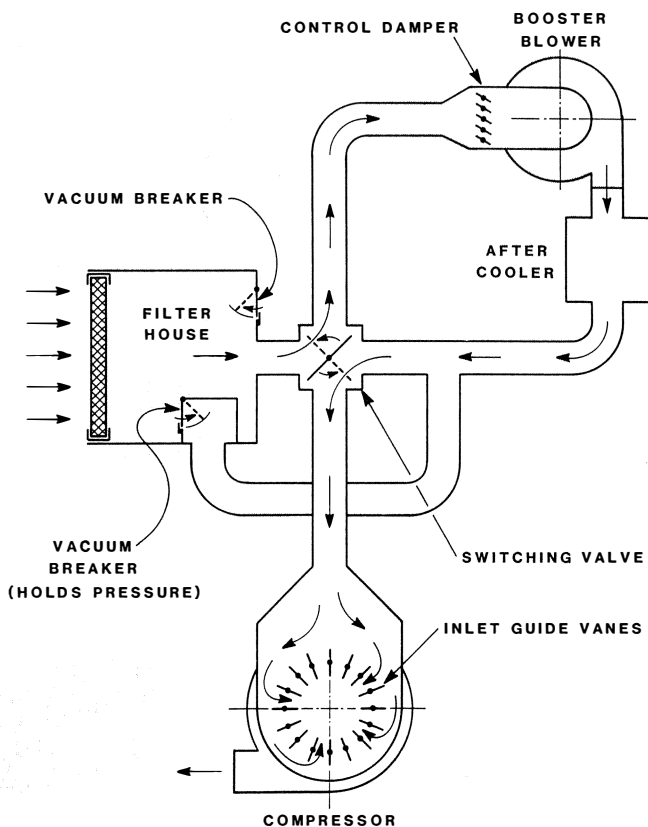 CONTROL DAMPER
BOOSTER
BLOWER
VACUUM BREAKER
AFTER
COOLER
FILTER
HOUSE
VACUUM
BREAKER
(HOLDS PRESSURE)
SWITCHING VALVE
INLET GUIDE VANES
COMPRESSOR